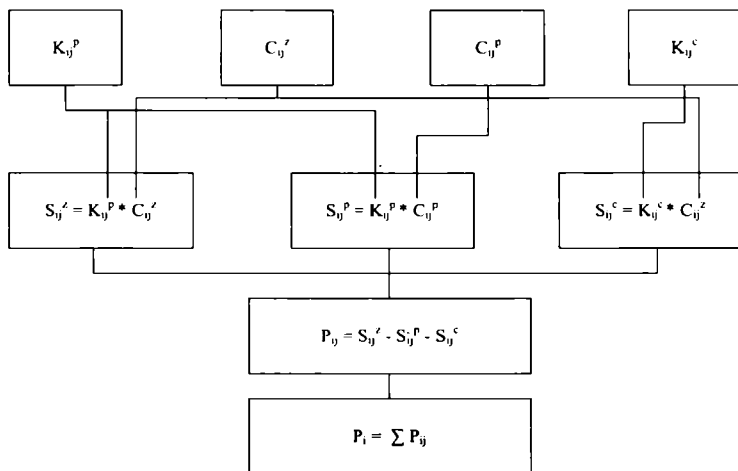 K_ij^p C_ij^z C_ij^p K_ij^c
S_ij^z = K_ij^p * C_ij^z S_ij^p = K_ij^p * C_ij^p S_ij^c = K_ij^c * C_ij^z
P_ij = S_ij^z - S_ij^p - S_ij^c
P_i = ∑ P_ij